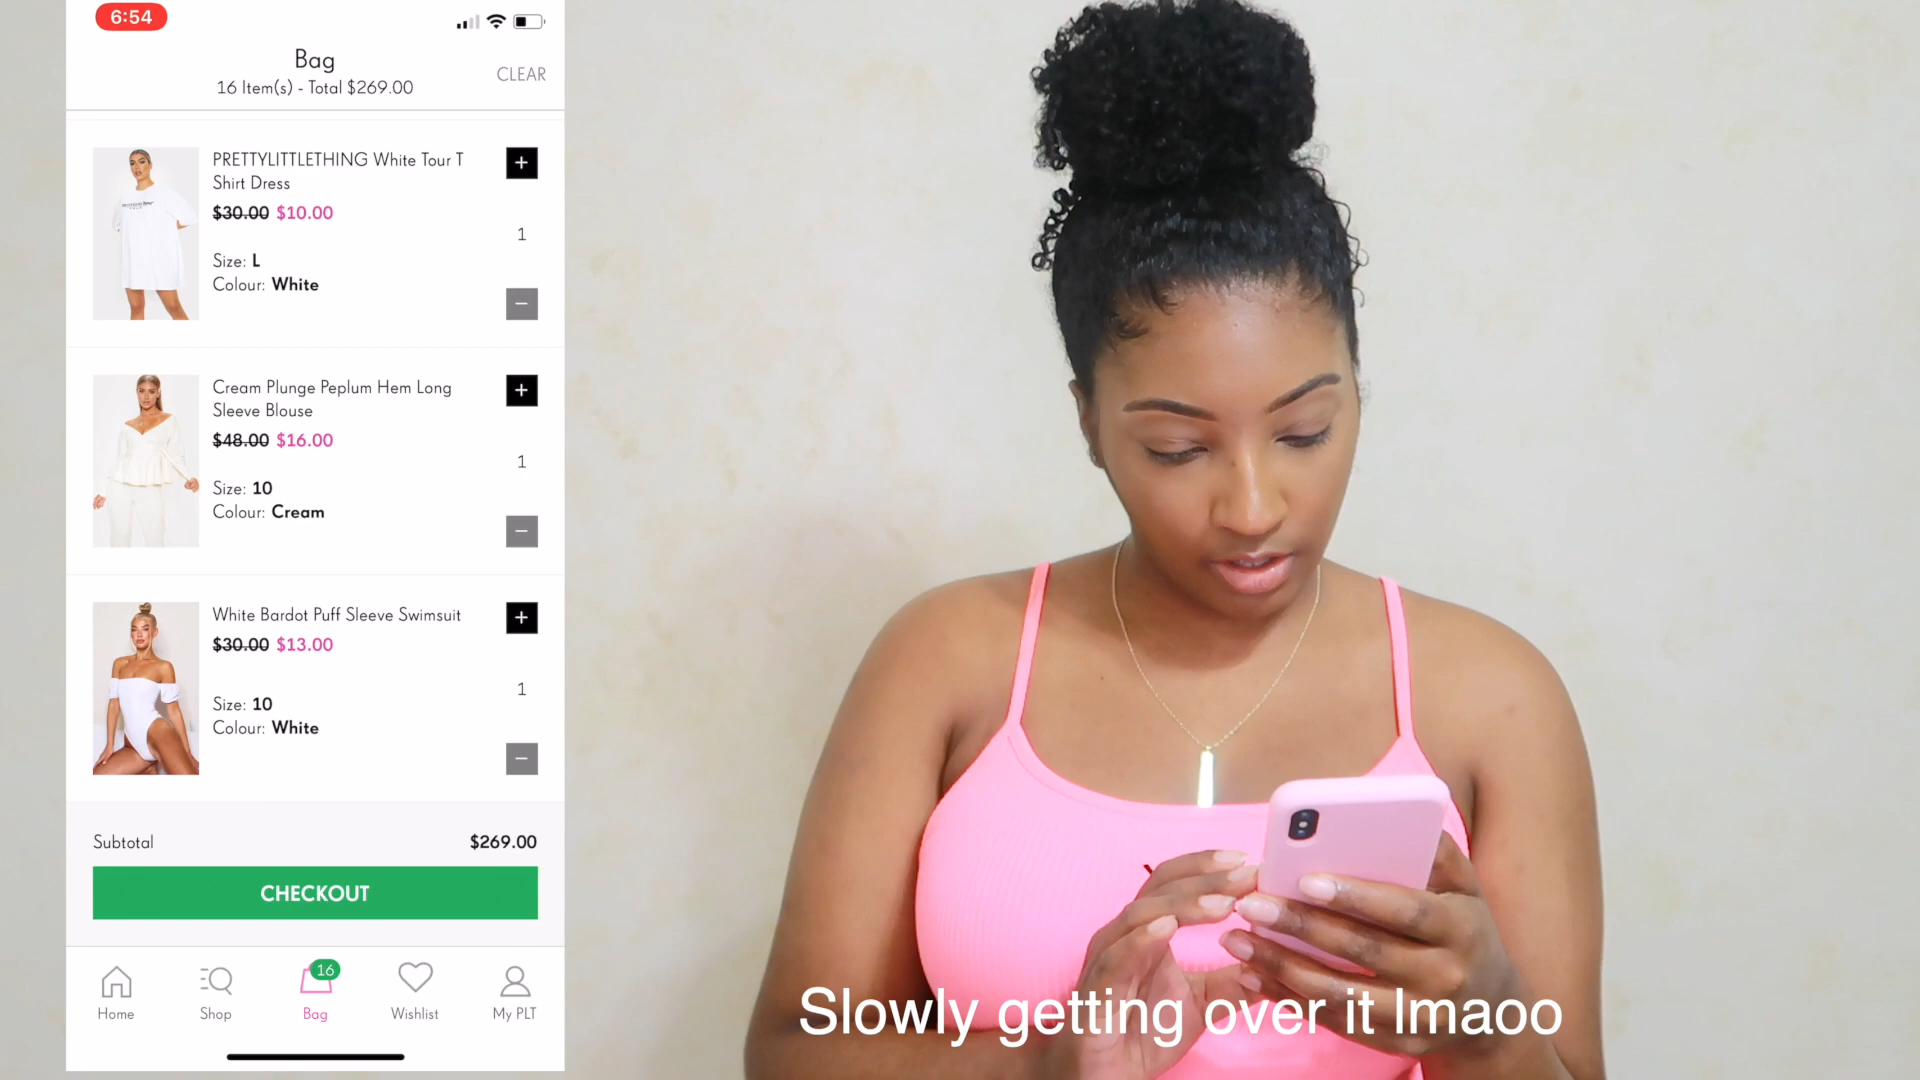 6:54
Bag
16 Item(s) - Total $269.00
CLEAR
PRETTYLITTLETHING White Tour T
Shirt Dress
$30.00 $10.00
1
Size: L
Colour: White
Cream Plunge Peplum Hem Long
Sleeve Blouse
$48.00 $16.00
1
Size: 10
Colour: Cream
White Bardot Puff Sleeve Swimsuit
$30.00 $13.00
1
Size: 10
Colour: White
Subtotal $269.00
CHECKOUT
16
Home Shop Bag Wishlist My PLT
Slowly getting over it lmaoo